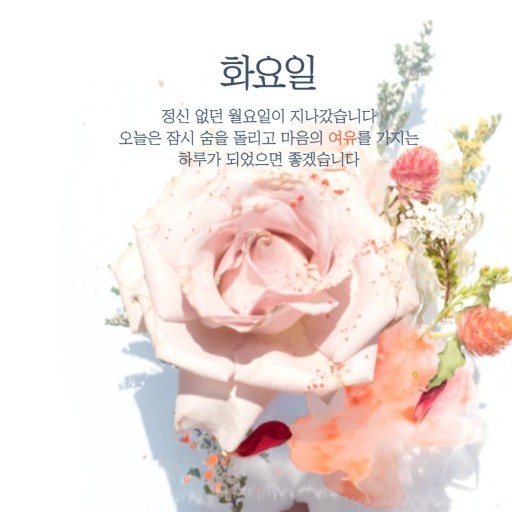 화요일
정신 없던 월요일이 지나갔습니다
오늘은 잠시 숨을 돌리고 마음의 여유를 가지는
하루가 되었으면 좋겠습니다